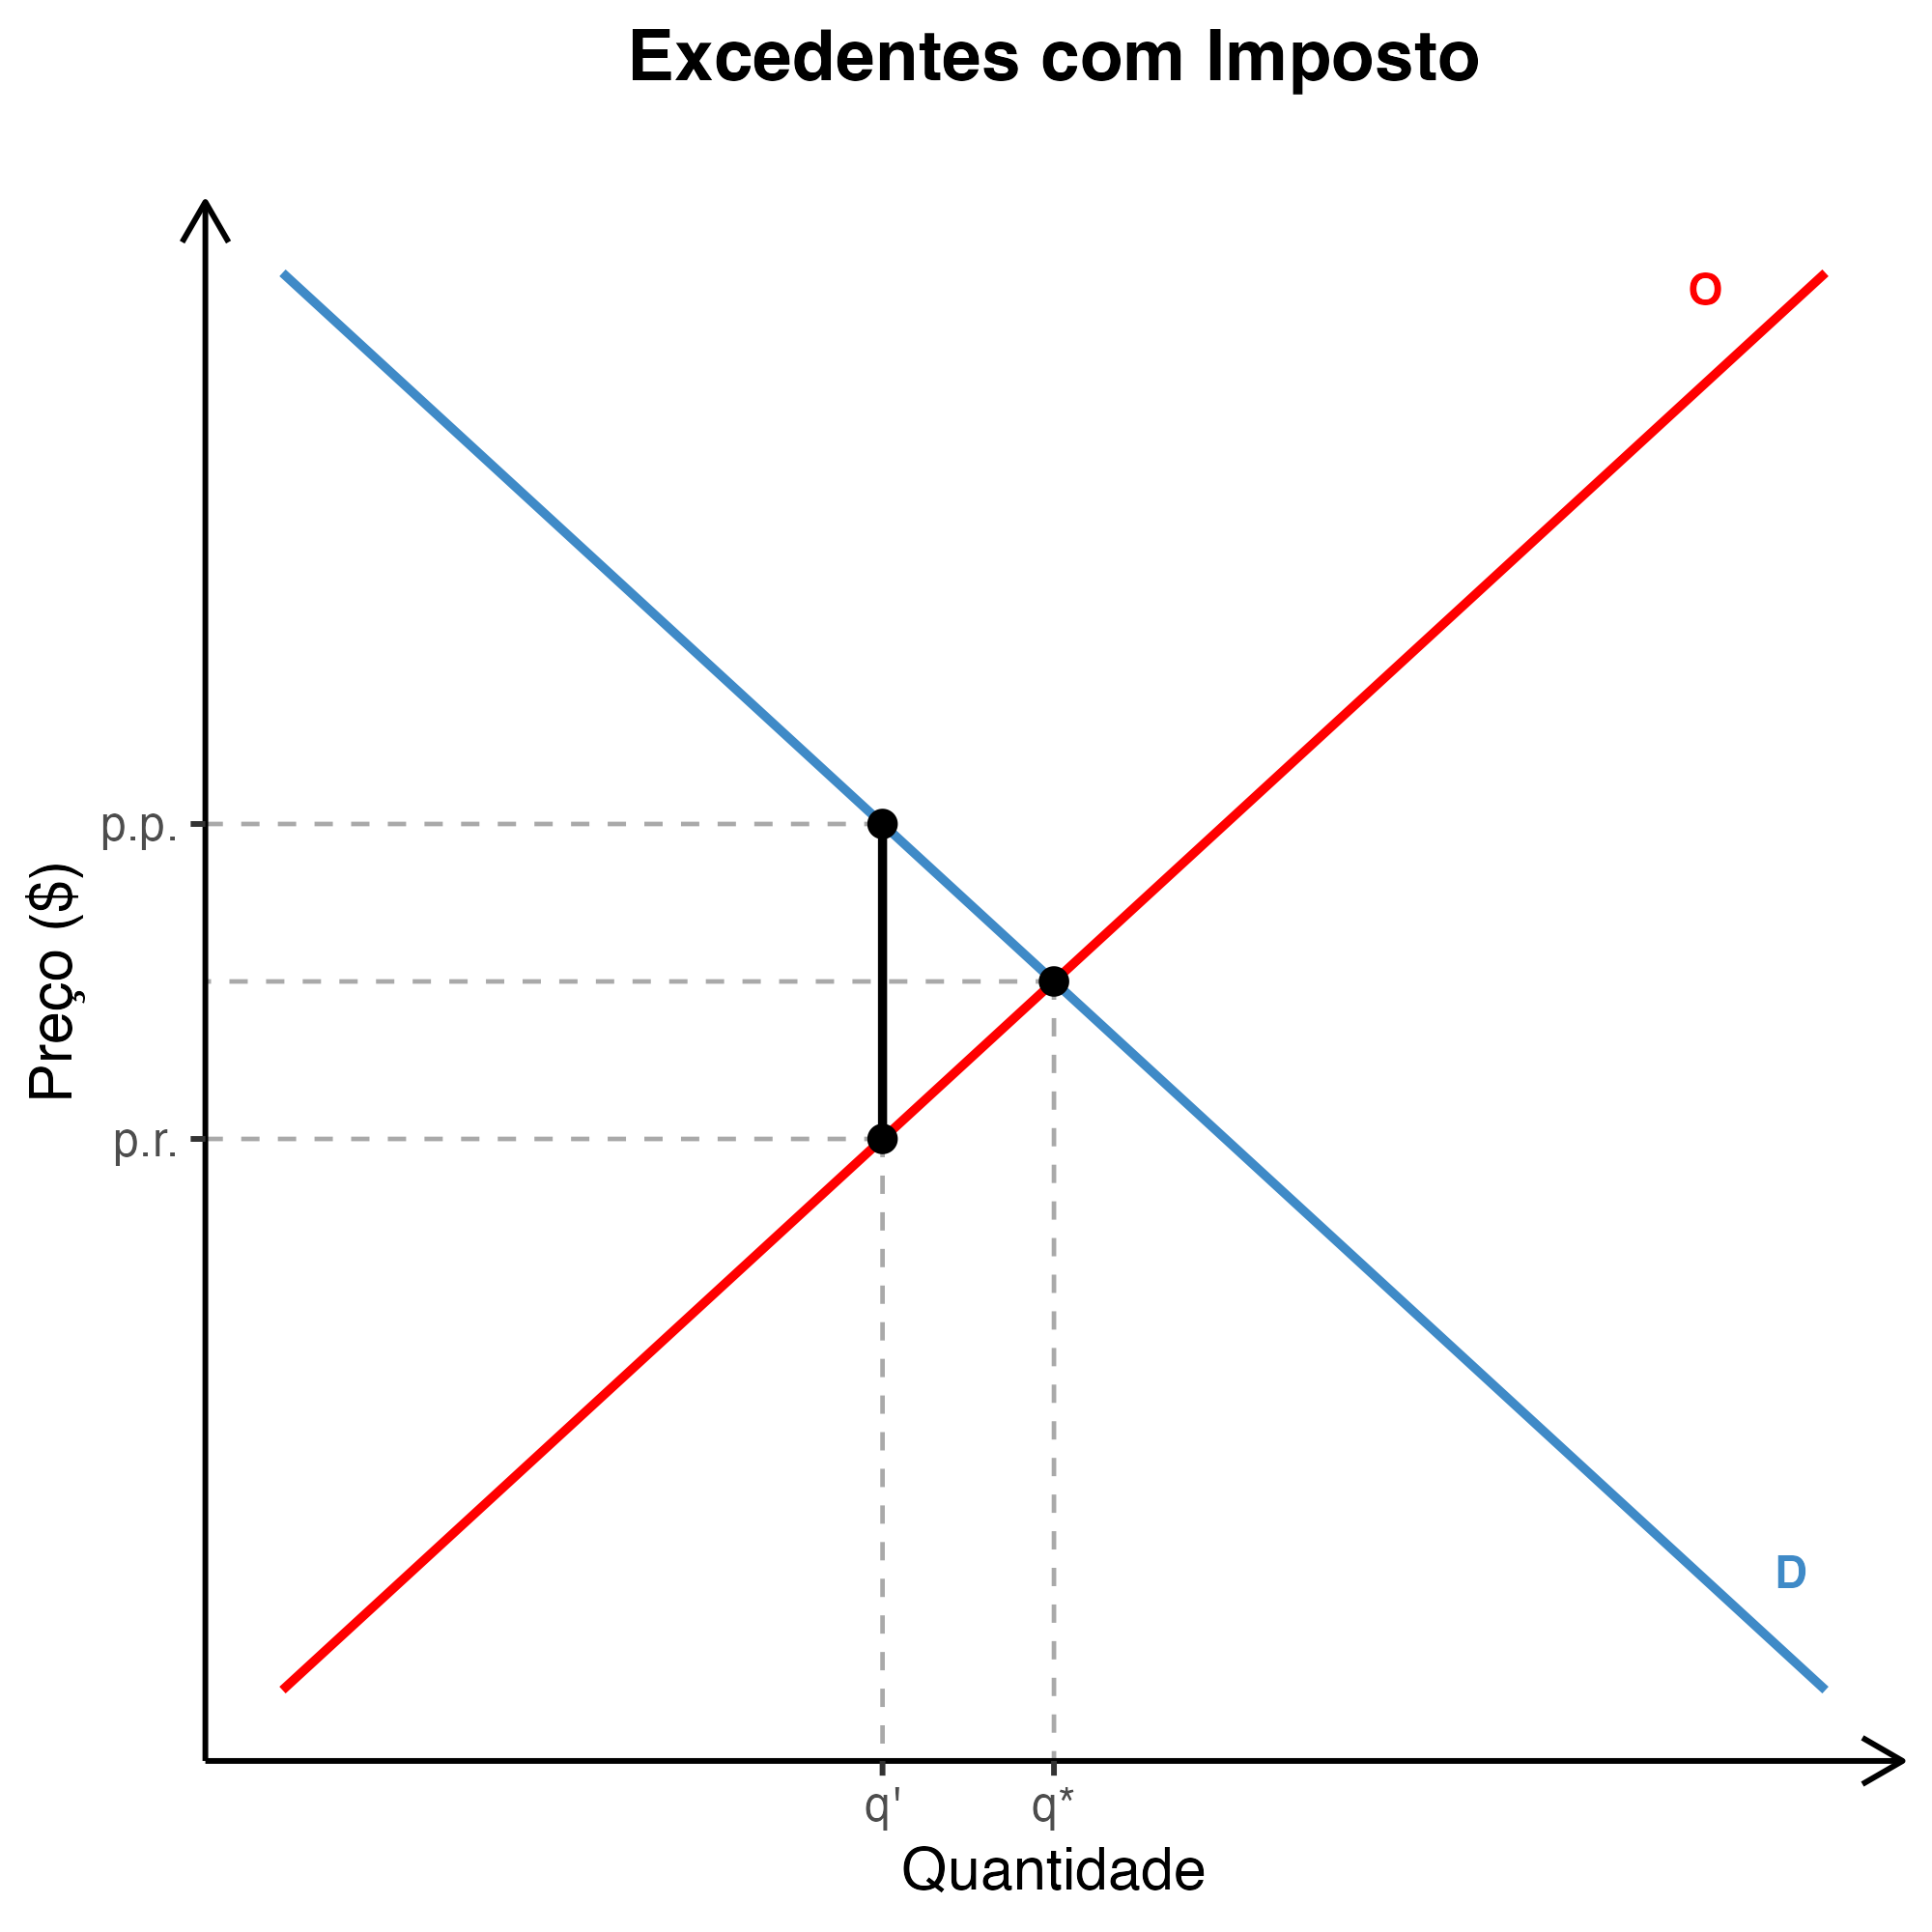 Excedentes com Imposto
O
p.p.
Preço ($)
p.r.
D
q'
q*
Quantidade